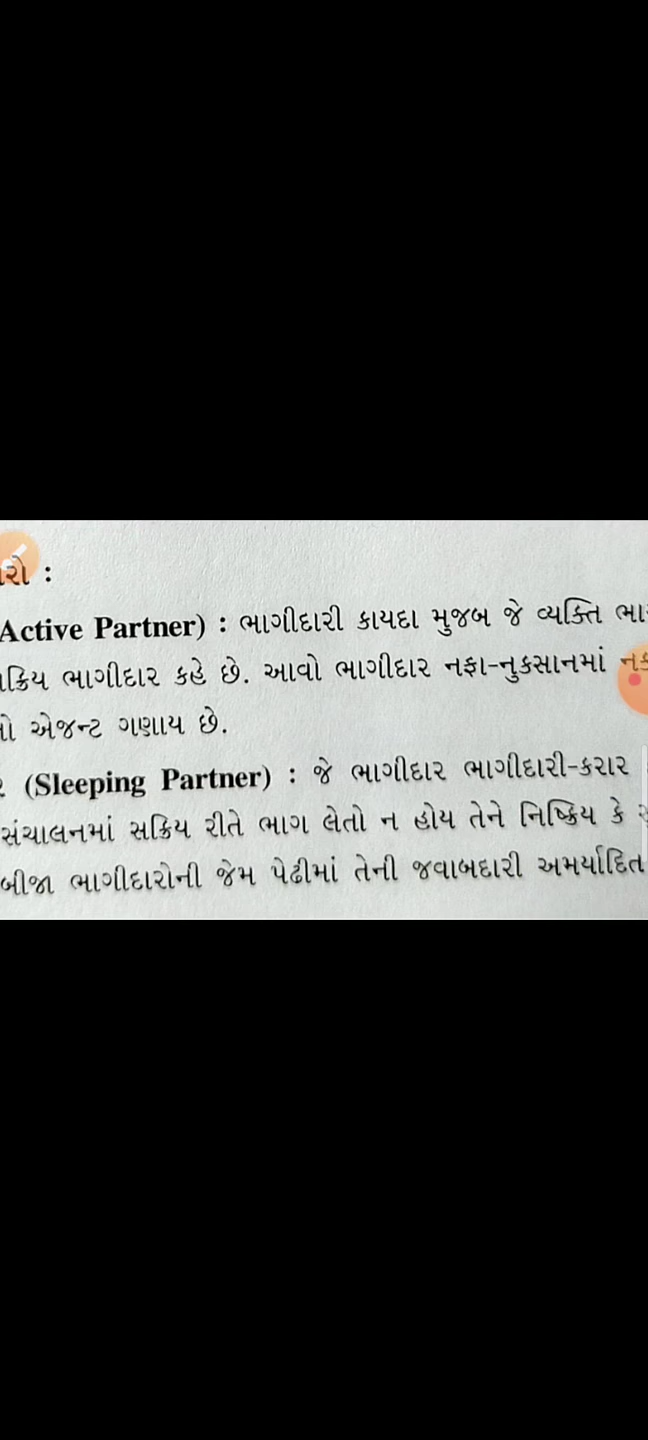 રો :
Active Partner) : ભાગીદારી કાયદા મુજબ જે વ્યક્તિ
ભાગીદાર કહે છે. આવો ભાગીદાર નફા-નુકસાનમાં
એજન્ટ ગણાય છે.
(Sleeping Partner) : જે ભાગીદાર ભાગીદારી-કરાર
સંચાલનમાં સક્રિય રીતે ભાગ લેતો ન હોય તેને નિષ્ક્રિય કે
બીજા ભાગીદારોની જેમ પેઢીમાં તેની જવાબદારી અમર્યાદિત